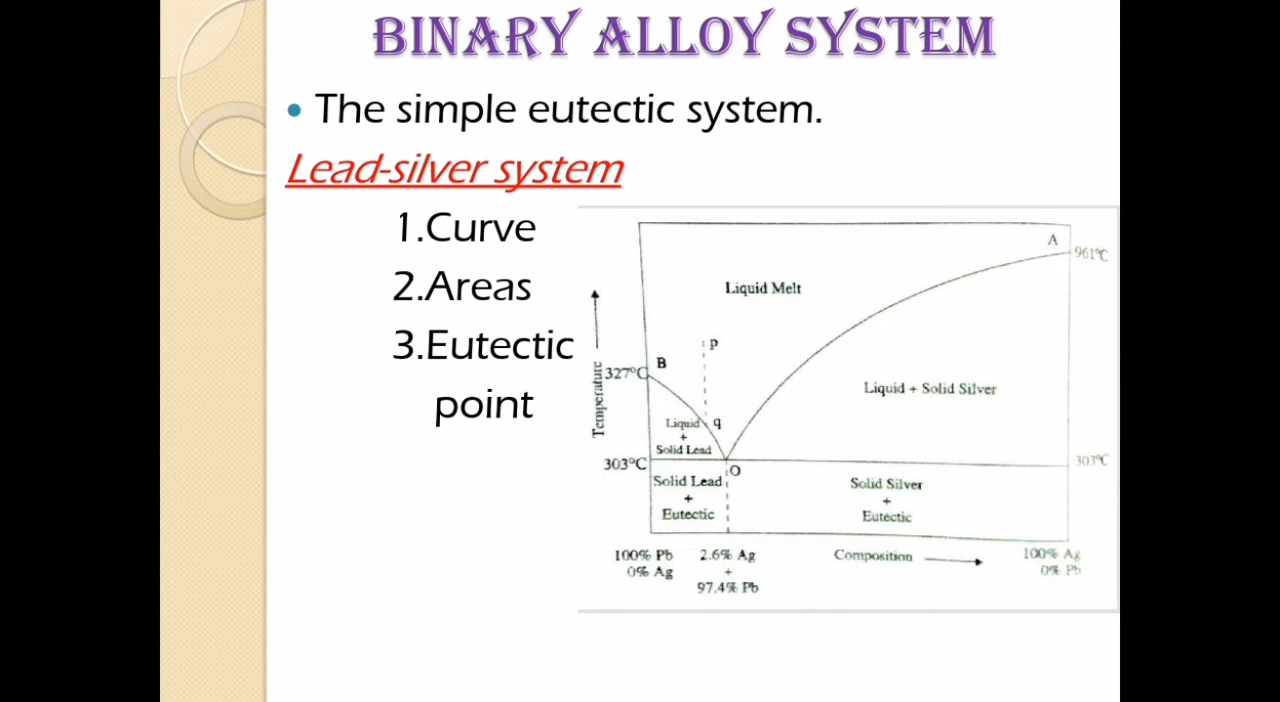 BINARY ALLOY SYSTEM
• The simple eutectic system.
Lead-silver system
1.Curve
2.Areas
3.Eutectic
point
A
961°C
Liquid Melt
p
B
327°C
Temperature
Liquid + Solid Silver
Liquid
+
Solid Lead
q
303°C
O
303°C
Solid Lead
+
Eutectic
Solid Silver
+
Eutectic
100% Pb
0% Ag
2.6% Ag
+
97.4% Pb
Composition
100% Ag
0% Pb